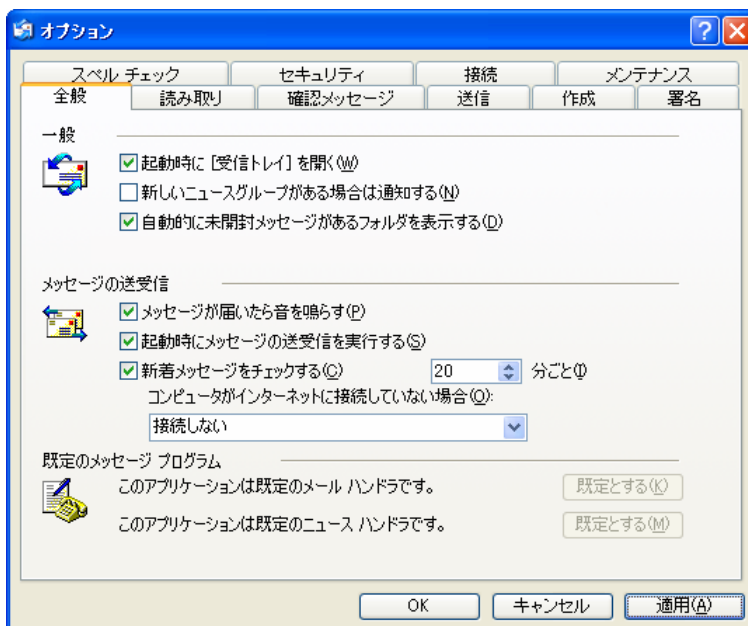 オプション
スペル チェック
セキュリティ
接続
メンテナンス
全般
読み取り
確認メッセージ
送信
作成
署名
一般
起動時に [受信トレイ] を開く(W)
新しいニュースグループがある場合は通知する(N)
自動的に未開封メッセージがあるフォルダを表示する(D)
メッセージの送受信
メッセージが届いたら音を鳴らす(P)
起動時にメッセージの送受信を実行する(S)
新着メッセージをチェックする(C) 20 分ごと(I)
コンピュータがインターネットに接続していない場合(O):
接続しない
既定のメッセージ プログラム
このアプリケーションは既定のメール ハンドラです。 既定とする(K)
このアプリケーションは既定のニュース ハンドラです。 既定とする(M)
OK
キャンセル
適用(A)